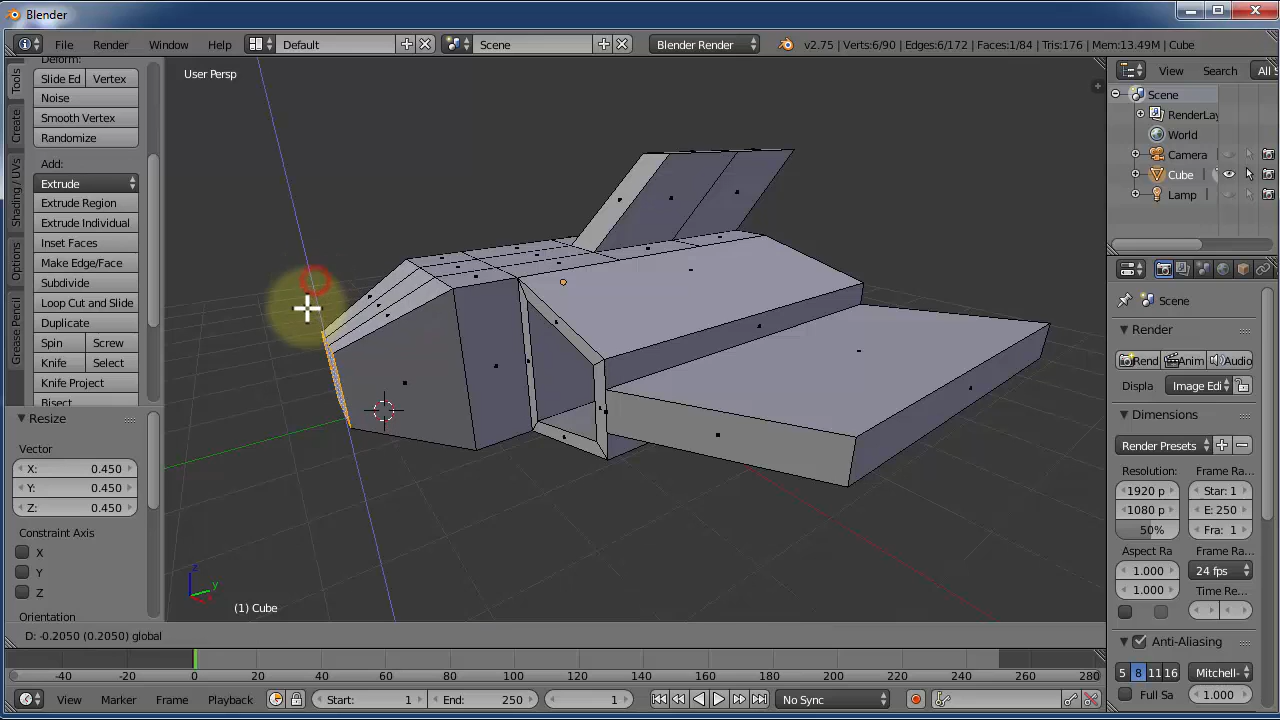 Blender
File Render Window Help Default Scene Blender Render v2.75 | Verts:6/90 | Edges:6/172 | Faces:1/84 | Tris:176 | Mem:13.49M | Cube
Tools
Create
Shading / UVs
Options
Grease Pencil
Deform:
Slide Ed Vertex
Noise
Smooth Vertex
Randomize
Add:
Extrude
Extrude Region
Extrude Individual
Inset Faces
Make Edge/Face
Subdivide
Loop Cut and Slide
Duplicate
Spin Screw
Knife Select
Knife Project
Bisect
Resize
Vector
X: 0.450
Y: 0.450
Z: 0.450
Constraint Axis
X
Y
Z
Orientation
User Persp
z
y
x
(1) Cube
D: -0.2050 (0.2050) global
-40 -20 0 20 40 60 80 100 120 140 160 180 200 220 240 260 280
View Marker Frame Playback Start: 1 End: 250 1 No Sync
View Search All S
Scene
RenderLay
World
Camera
Cube
Lamp
Scene
Render
Rend Anim Audio
Displa Image Edi
Dimensions
Render Presets
Resolution: Frame Ra...
1920 p Star: 1
1080 p E: 250
50% Fra: 1
Aspect Ra Frame Ra...
1.000 24 fps
1.000 Time Re...
Anti-Aliasing
5 8 11 16 Mitchell-
Full Sa 1.000